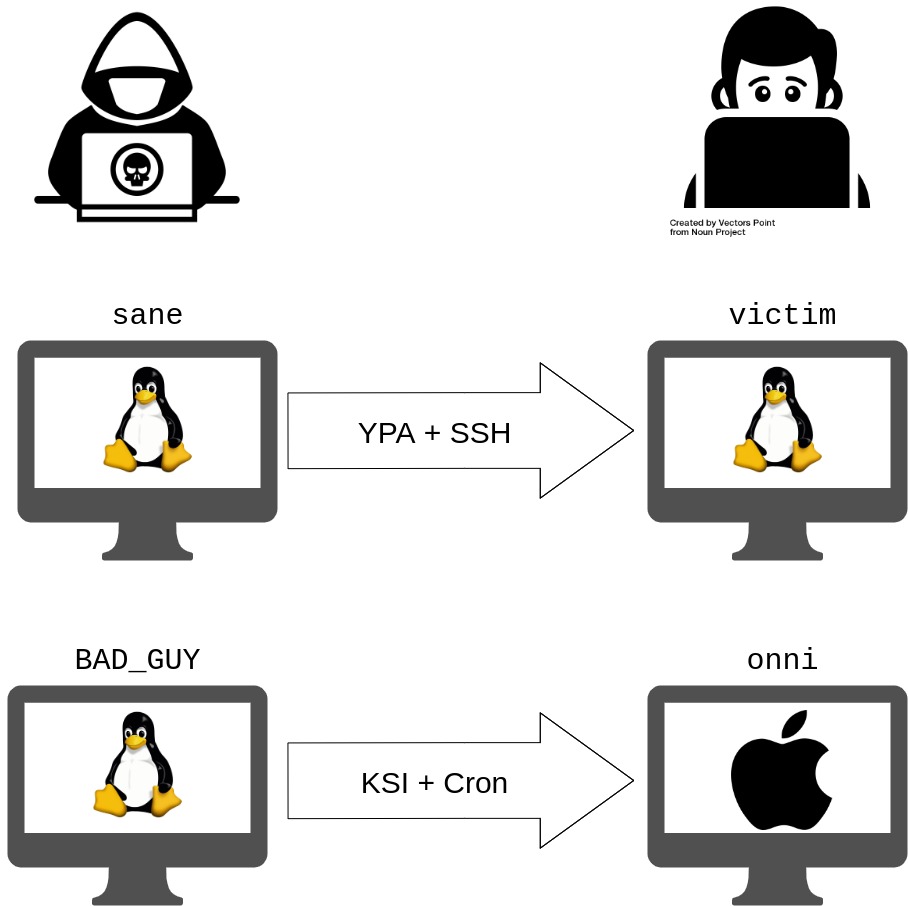 Created by Vectors Point
from Noun Project
sane
victim
YPA + SSH
BAD_GUY
onni
KSI + Cron